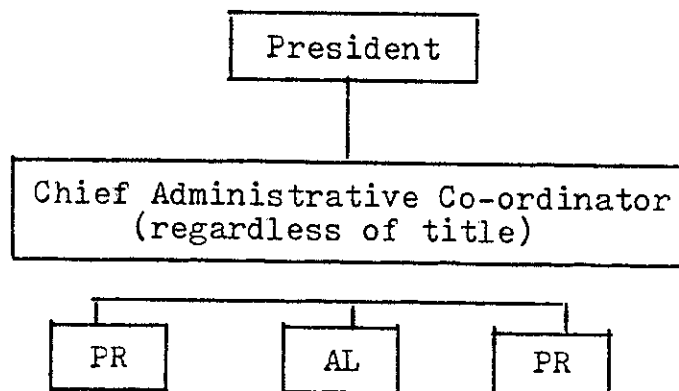 President
Chief Administrative Co-ordinator
(regardless of title)
PR AL PR